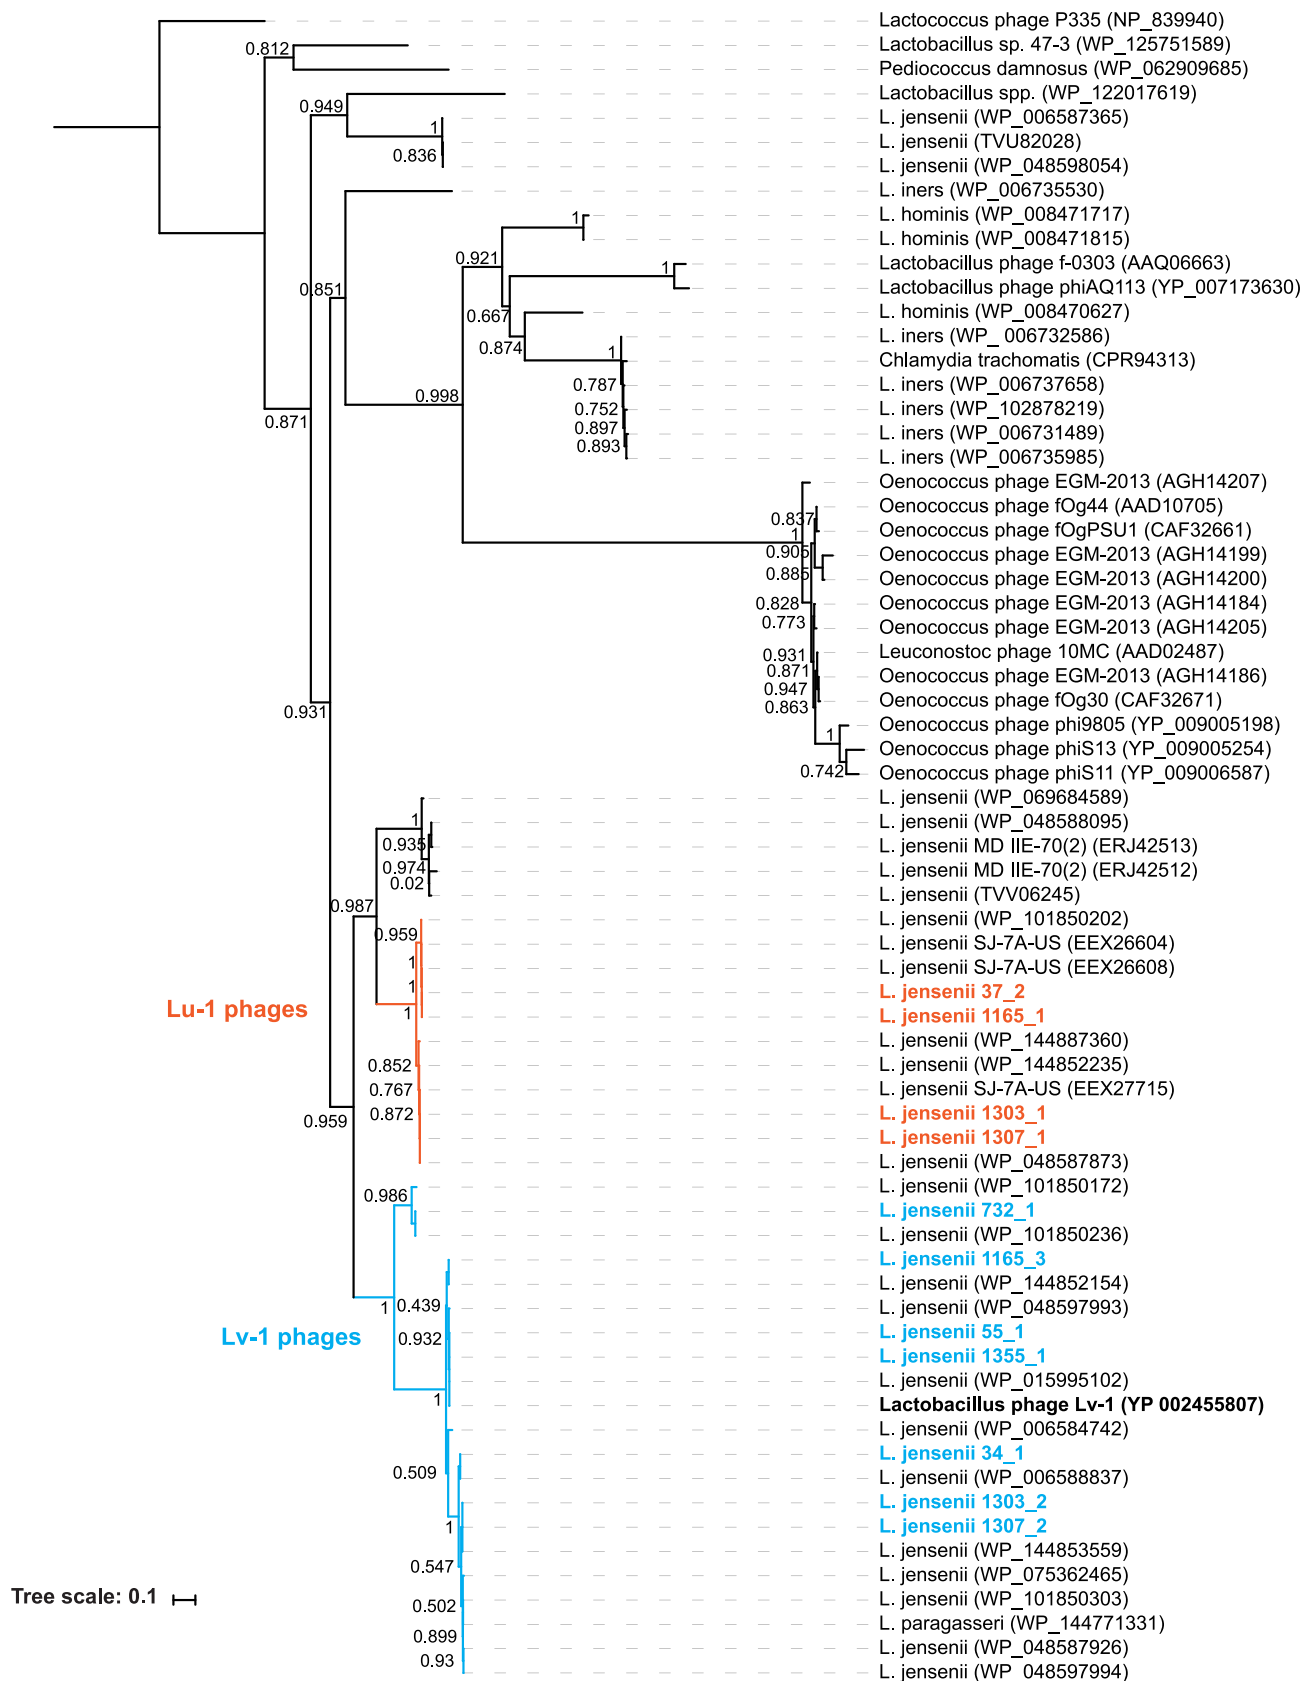 Lactococcus phage P335 (NP_839940)
0.812
Lactobacillus sp. 47-3 (WP_125751589)
Pediococcus damnosus (WP_062909685)
0.949
Lactobacillus spp. (WP_122017619)
1
L. jensenii (WP_006587365)
L. jensenii (TVU82028)
0.836
L. jensenii (WP_048598054)
L. iners (WP_006735530)
1
L. hominis (WP_008471717)
L. hominis (WP_008471815)
0.921
1
Lactobacillus phage f-0303 (AAQ06663)
0.851
Lactobacillus phage phiAQ113 (YP_007173630)
0.667
L. hominis (WP_008470627)
L. iners (WP_ 006732586)
0.874
1
Chlamydia trachomatis (CPR94313)
0.787
L. iners (WP_006737658)
0.998
0.752
L. iners (WP_102878219)
0.871
0.897
L. iners (WP_006731489)
0.893
L. iners (WP_006735985)
Oenococcus phage EGM-2013 (AGH14207)
Oenococcus phage fOg44 (AAD10705)
0.837
1
Oenococcus phage fOgPSU1 (CAF32661)
0.905
Oenococcus phage EGM-2013 (AGH14199)
0.885
Oenococcus phage EGM-2013 (AGH14200)
0.828
Oenococcus phage EGM-2013 (AGH14184)
0.773
Oenococcus phage EGM-2013 (AGH14205)
0.931
Leuconostoc phage 10MC (AAD02487)
0.871
Oenococcus phage EGM-2013 (AGH14186)
0.947
0.863
Oenococcus phage fOg30 (CAF32671)
0.931
1
Oenococcus phage phi9805 (YP_009005198)
Oenococcus phage phiS13 (YP_009005254)
0.742
Oenococcus phage phiS11 (YP_009006587)
L. jensenii (WP_069684589)
1
L. jensenii (WP_048588095)
0.935
L. jensenii MD IIE-70(2) (ERJ42513)
0.974
L. jensenii MD IIE-70(2) (ERJ42512)
0.02
L. jensenii (TVV06245)
0.987
L. jensenii (WP_101850202)
0.959
L. jensenii SJ-7A-US (EEX26604)
1
L. jensenii SJ-7A-US (EEX26608)
1
L. jensenii 37_2
Lu-1 phages
1
L. jensenii 1165_1
L. jensenii (WP_144887360)
0.852
L. jensenii (WP_144852235)
0.767
L. jensenii SJ-7A-US (EEX27715)
0.872
L. jensenii 1303_1
0.959
L. jensenii 1307_1
L. jensenii (WP_048587873)
0.986
L. jensenii (WP_101850172)
L. jensenii 732_1
L. jensenii (WP_101850236)
L. jensenii 1165_3
L. jensenii (WP_144852154)
1
0.439
L. jensenii (WP_048597993)
Lv-1 phages
0.932
L. jensenii 55_1
L. jensenii 1355_1
L. jensenii (WP_015995102)
1
Lactobacillus phage Lv-1 (YP 002455807)
L. jensenii (WP_006584742)
L. jensenii 34_1
0.509
L. jensenii (WP_006588837)
L. jensenii 1303_2
1
L. jensenii 1307_2
L. jensenii (WP_144853559)
0.547
L. jensenii (WP_075362465)
Tree scale: 0.1
0.502
L. jensenii (WP_101850303)
L. paragasseri (WP_144771331)
0.899
L. jensenii (WP_048587926)
0.93
L. jensenii (WP_048597994)